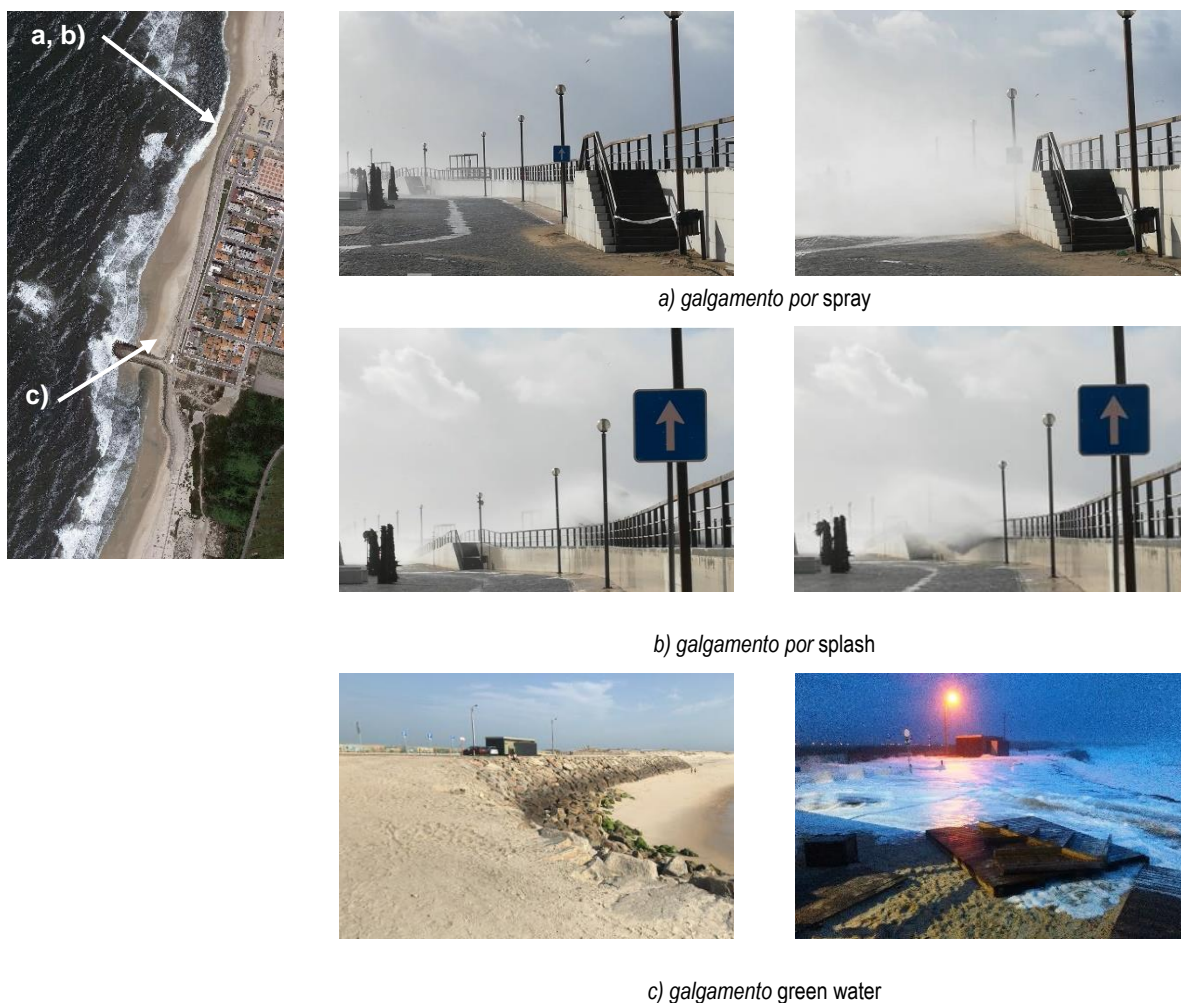 a, b)
c)
a) galgamento por spray
b) galgamento por splash
c) galgamento green water